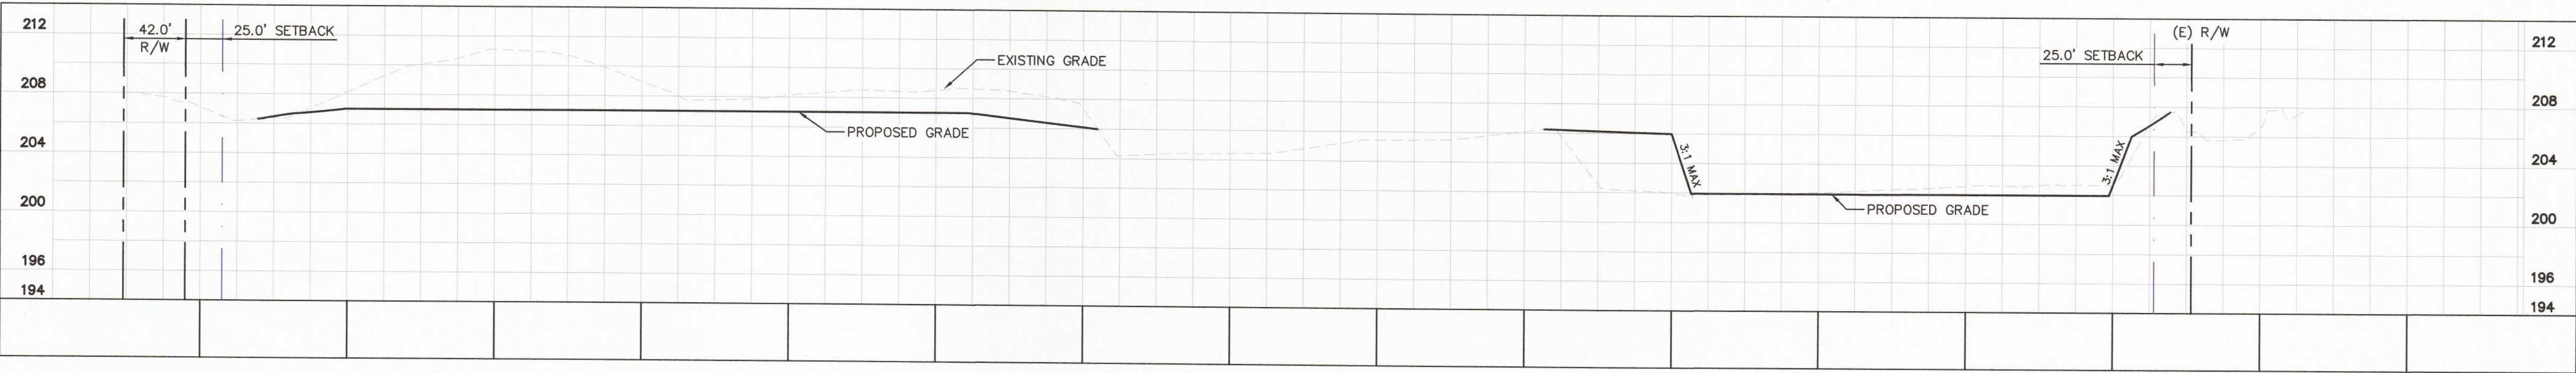 212
208
204
200
196
194
42.0'
R/W
25.0' SETBACK
EXISTING GRADE
PROPOSED GRADE
3:1 MAX
PROPOSED GRADE
3:1 MAX
25.0' SETBACK
(E) R/W
212
208
204
200
196
194